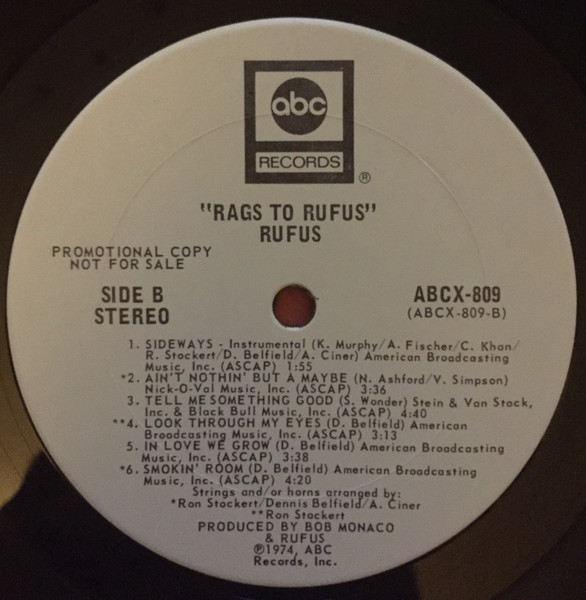 abc
RECORDS
®
"RAGS TO RUFUS"
RUFUS
PROMOTIONAL COPY
NOT FOR SALE
SIDE B
STEREO
ABCX-809
(ABCX-809-B)
1. SIDEWAYS - Instrumental (K. Murphy/A. Fischer/C. Khan/
R. Stockert/D. Belfield/A. Ciner) American Broadcasting
Music, Inc. (ASCAP) 1:55
*2. AIN'T NOTHIN' BUT A MAYBE (N. Ashford/V. Simpson)
Nick-O-Val Music, Inc. (ASCAP) 3:36
3. TELL ME SOMETHING GOOD (S. Wonder) Stein & Van Stock,
Inc. & Black Bull Music, Inc. (ASCAP) 4:40
**4. LOOK THROUGH MY EYES (D. Belfield) American
Broadcasting Music, Inc. (ASCAP) 3:13
5. IN LOVE WE GROW (D. Belfield) American Broadcasting
Music, Inc. (ASCAP) 3:38
*6. SMOKIN' ROOM (D. Belfield) American Broadcasting
Music, Inc. (ASCAP) 4:20
Strings and/or horns arranged by:
*Ron Stockert/Dennis Belfield/A. Ciner
**Ron Stockert
PRODUCED BY BOB MONACO
& RUFUS
℗1974, ABC
Records, Inc.